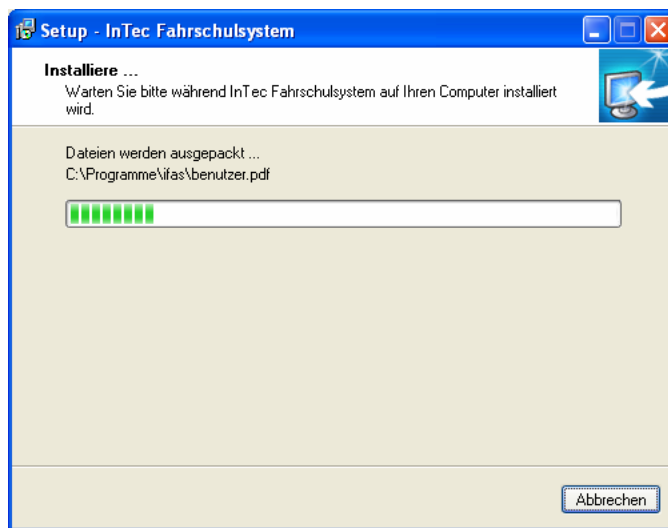 Setup - InTec Fahrschulsystem
Installiere ...
Warten Sie bitte während InTec Fahrschulsystem auf Ihren Computer installiert
wird.
Dateien werden ausgepackt ...
C:\Programme\ifas\benutzer.pdf
Abbrechen